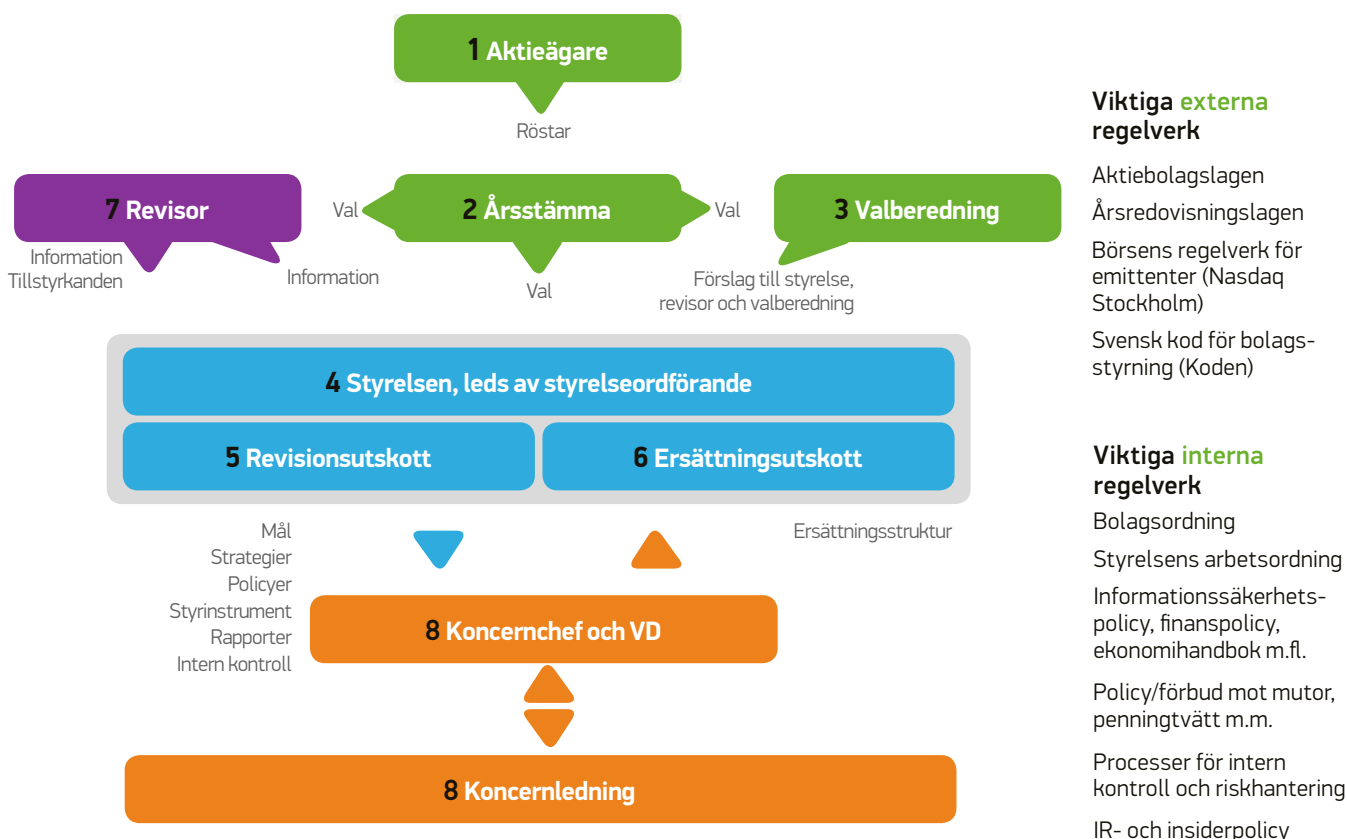 1 Aktieägare
Röstar
7 Revisor
Val
2 Årsstämma
Val
3 Valberedning
Information
Tillstyrkanden
Information
Val
Förslag till styrelse,
revisor och valberedning
4 Styrelsen, leds av styrelseordförande
5 Revisionsutskott
6 Ersättningsutskott
Mål
Strategier
Policyer
Styrinstrument
Rapporter
Intern kontroll
Ersättningsstruktur
8 Koncernchef och VD
8 Koncernledning
Viktiga externa
regelverk
Aktiebolagslagen
Årsredovisningslagen
Börsens regelverk för
emittenter (Nasdaq
Stockholm)
Svensk kod för bolags-
styrning (Koden)
Viktiga interna
regelverk
Bolagsordning
Styrelsens arbetsordning
Informationssäkerhets-
policy, finanspolicy,
ekonomihandbok m.fl.
Policy/förbud mot mutor,
penningtvätt m.m.
Processer för intern
kontroll och riskhantering
IR- och insiderpolicy